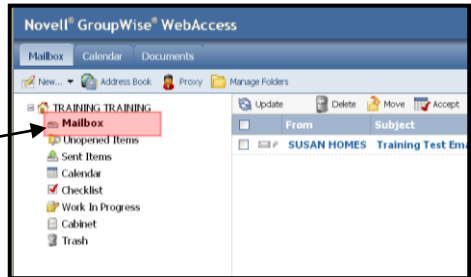 Novell® GroupWise® WebAccess
Mailbox Calendar Documents
New... Address Book Proxy Manage Folders
TRAINING TRAINING
Mailbox
Unopened Items
Sent Items
Calendar
Checklist
Work In Progress
Cabinet
Trash
Update Delete Move Accept
From Subject
SUSAN HOMES Training Test Ema